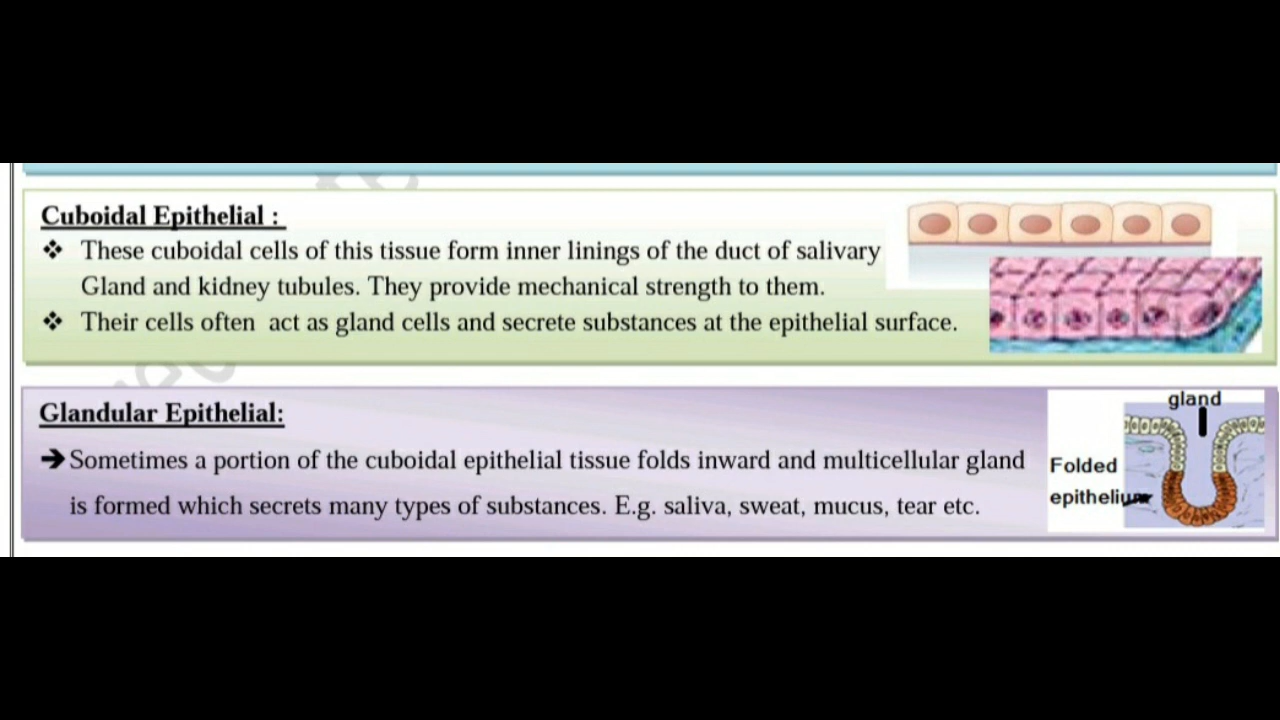 Cuboidal Epithelial :
❖ These cuboidal cells of this tissue form inner linings of the duct of salivary
Gland and kidney tubules. They provide mechanical strength to them.
❖ Their cells often act as gland cells and secrete substances at the epithelial surface.
Glandular Epithelial:
➔ Sometimes a portion of the cuboidal epithelial tissue folds inward and multicellular gland
is formed which secrets many types of substances. E.g. saliva, sweat, mucus, tear etc.
gland
Folded
epithelium